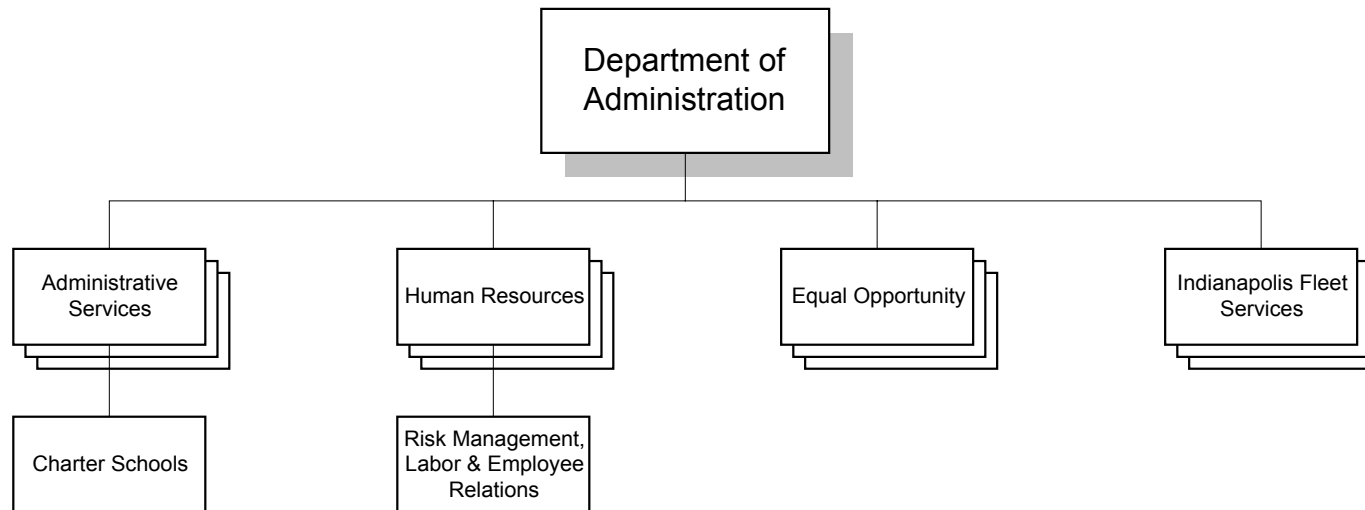 Department of
Administration
Administrative
Services
Human Resources
Equal Opportunity
Indianapolis Fleet
Services
Charter Schools
Risk Management,
Labor & Employee
Relations